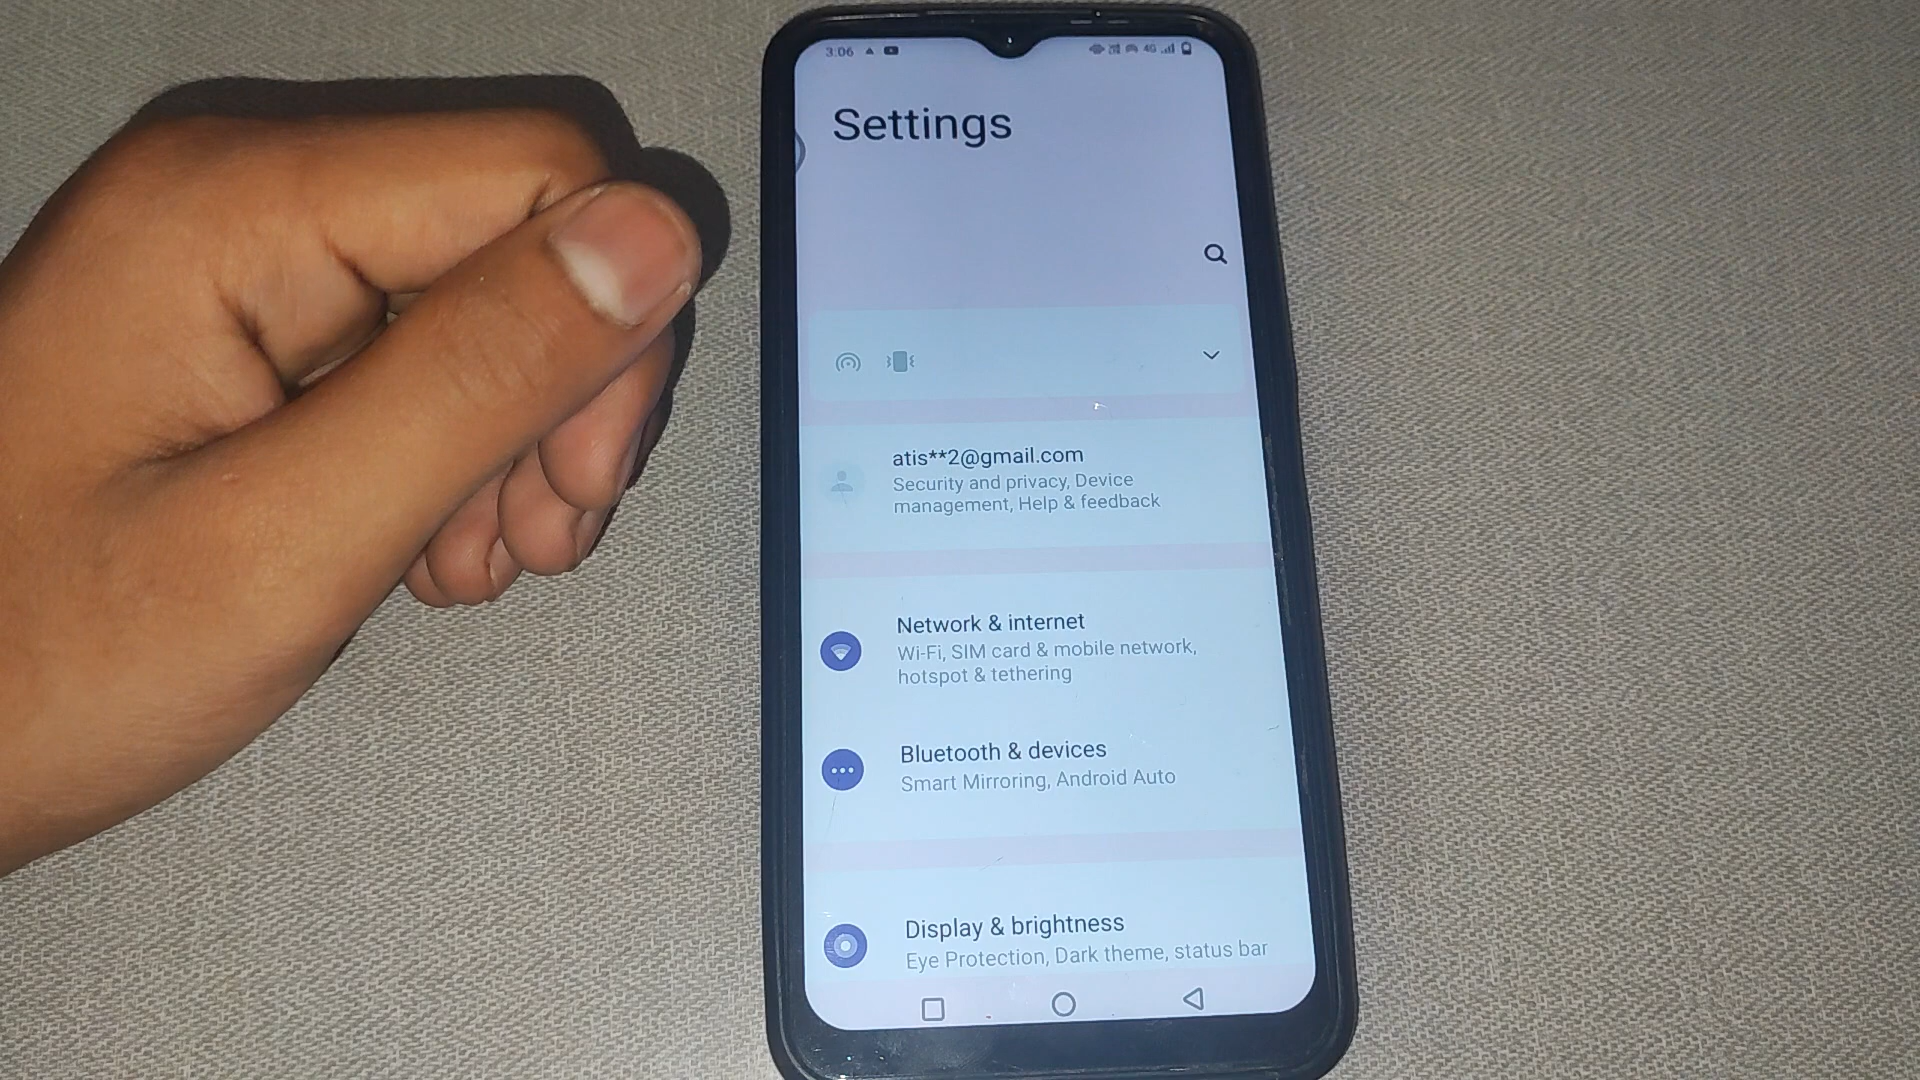 3:06
4G
Settings
atis**2@gmail.com
Security and privacy, Device
management, Help & feedback
Network & internet
Wi-Fi, SIM card & mobile network,
hotspot & tethering
Bluetooth & devices
Smart Mirroring, Android Auto
Display & brightness
Eye Protection, Dark theme, status bar